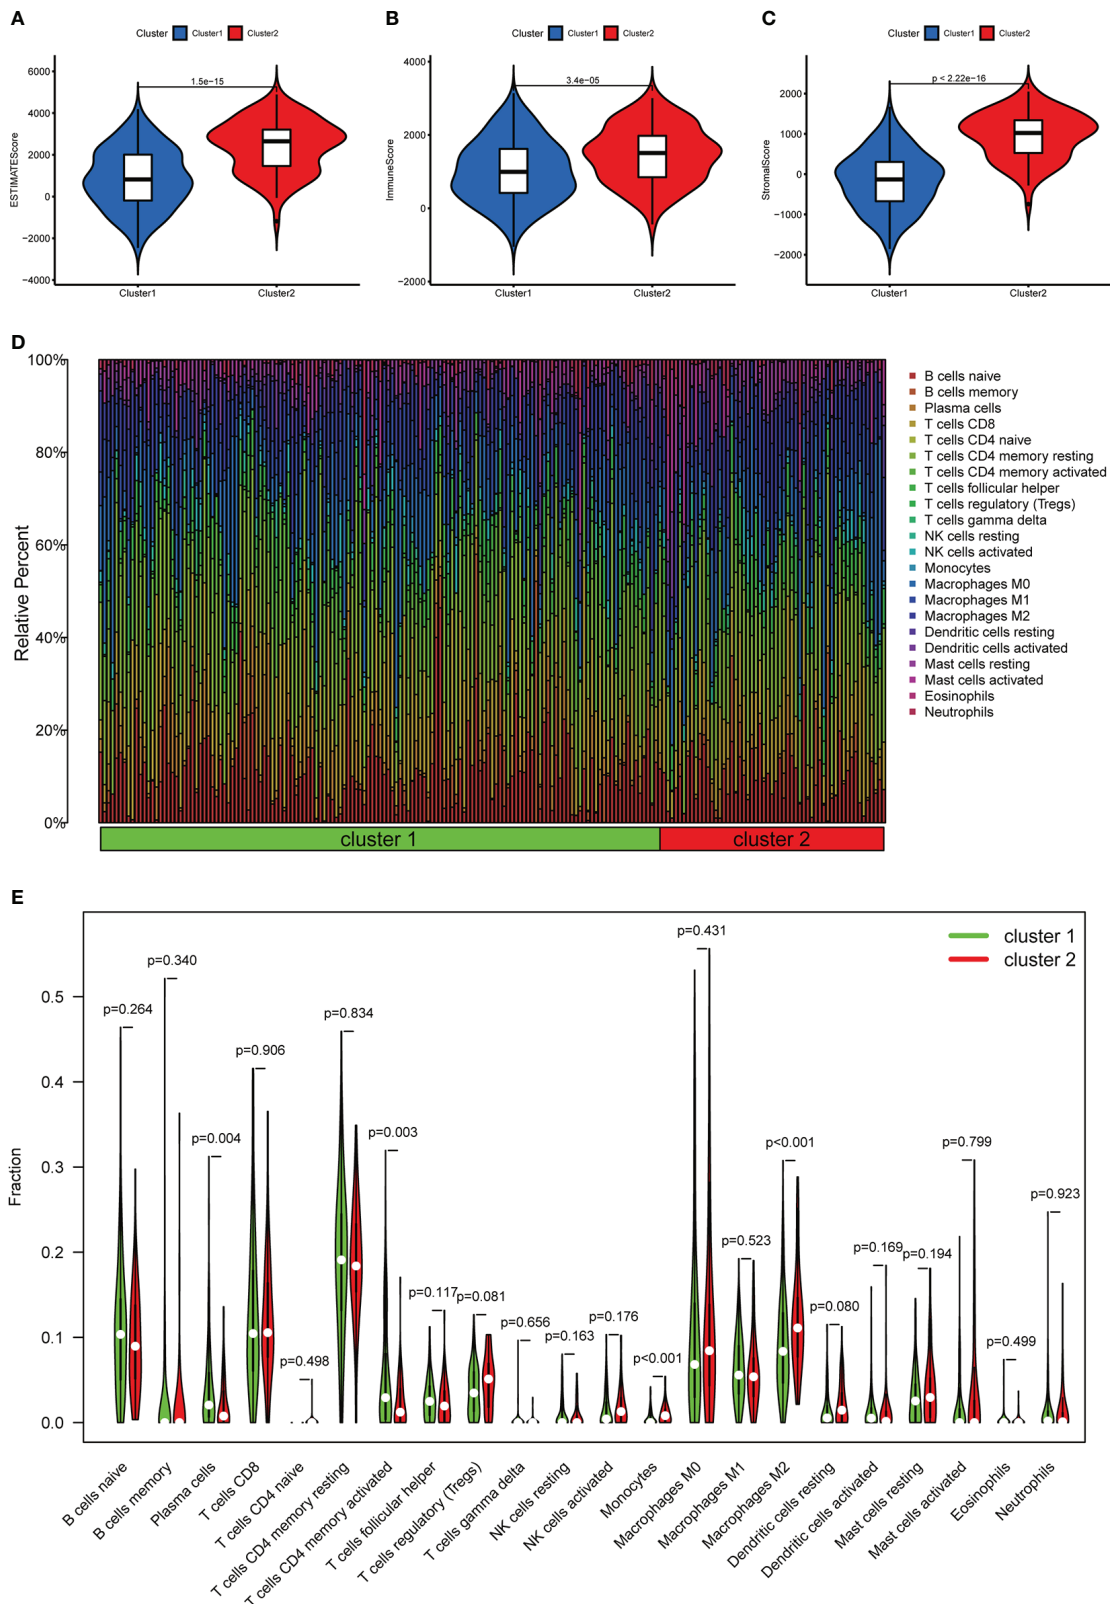 A
B
C
Cluster Cluster1 Cluster2
Cluster Cluster1 Cluster2
Cluster Cluster1 Cluster2
ESTIMATEScore
6000
4000
2000
0
−2000
−4000
1.5e−15
Cluster1 Cluster2
ImmuneScore
4000
2000
0
−2000
3.4e−05
Cluster1 Cluster2
StromalScore
2000
1000
0
−1000
−2000
p < 2.22e−16
Cluster1 Cluster2
D
Relative Percent
100%
80%
60%
40%
20%
0%
cluster 1
cluster 2
B cells naive
B cells memory
Plasma cells
T cells CD8
T cells CD4 naive
T cells CD4 memory resting
T cells CD4 memory activated
T cells follicular helper
T cells regulatory (Tregs)
T cells gamma delta
NK cells resting
NK cells activated
Monocytes
Macrophages M0
Macrophages M1
Macrophages M2
Dendritic cells resting
Dendritic cells activated
Mast cells resting
Mast cells activated
Eosinophils
Neutrophils
E
Fraction
0.5
0.4
0.3
0.2
0.1
0.0
cluster 1
cluster 2
p=0.264
p=0.340
p=0.004
p=0.906
p=0.498
p=0.834
p=0.003
p=0.117
p=0.081
p=0.656
p=0.163
p=0.176
p<0.001
p=0.431
p=0.523
p<0.001
p=0.080
p=0.169
p=0.194
p=0.799
p=0.499
p=0.923
B cells naive
B cells memory
Plasma cells
T cells CD8
T cells CD4 naive
T cells CD4 memory resting
T cells CD4 memory activated
T cells follicular helper
T cells regulatory (Tregs)
T cells gamma delta
NK cells resting
NK cells activated
Monocytes
Macrophages M0
Macrophages M1
Macrophages M2
Dendritic cells resting
Dendritic cells activated
Mast cells resting
Mast cells activated
Eosinophils
Neutrophils